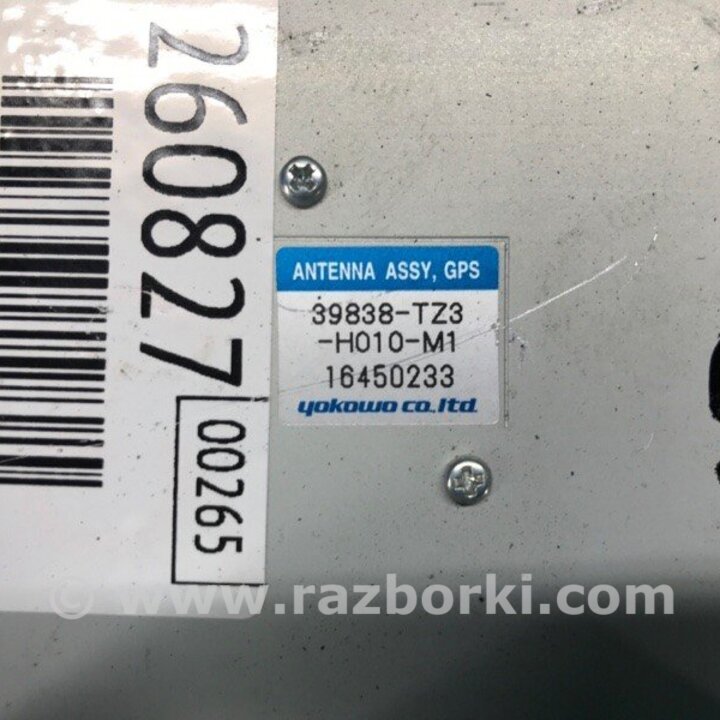 260827
00265
ANTENNA ASSY, GPS
39838-TZ3
-H010-M1
16450233
yokowo co.,ltd.
© www.razborki.com